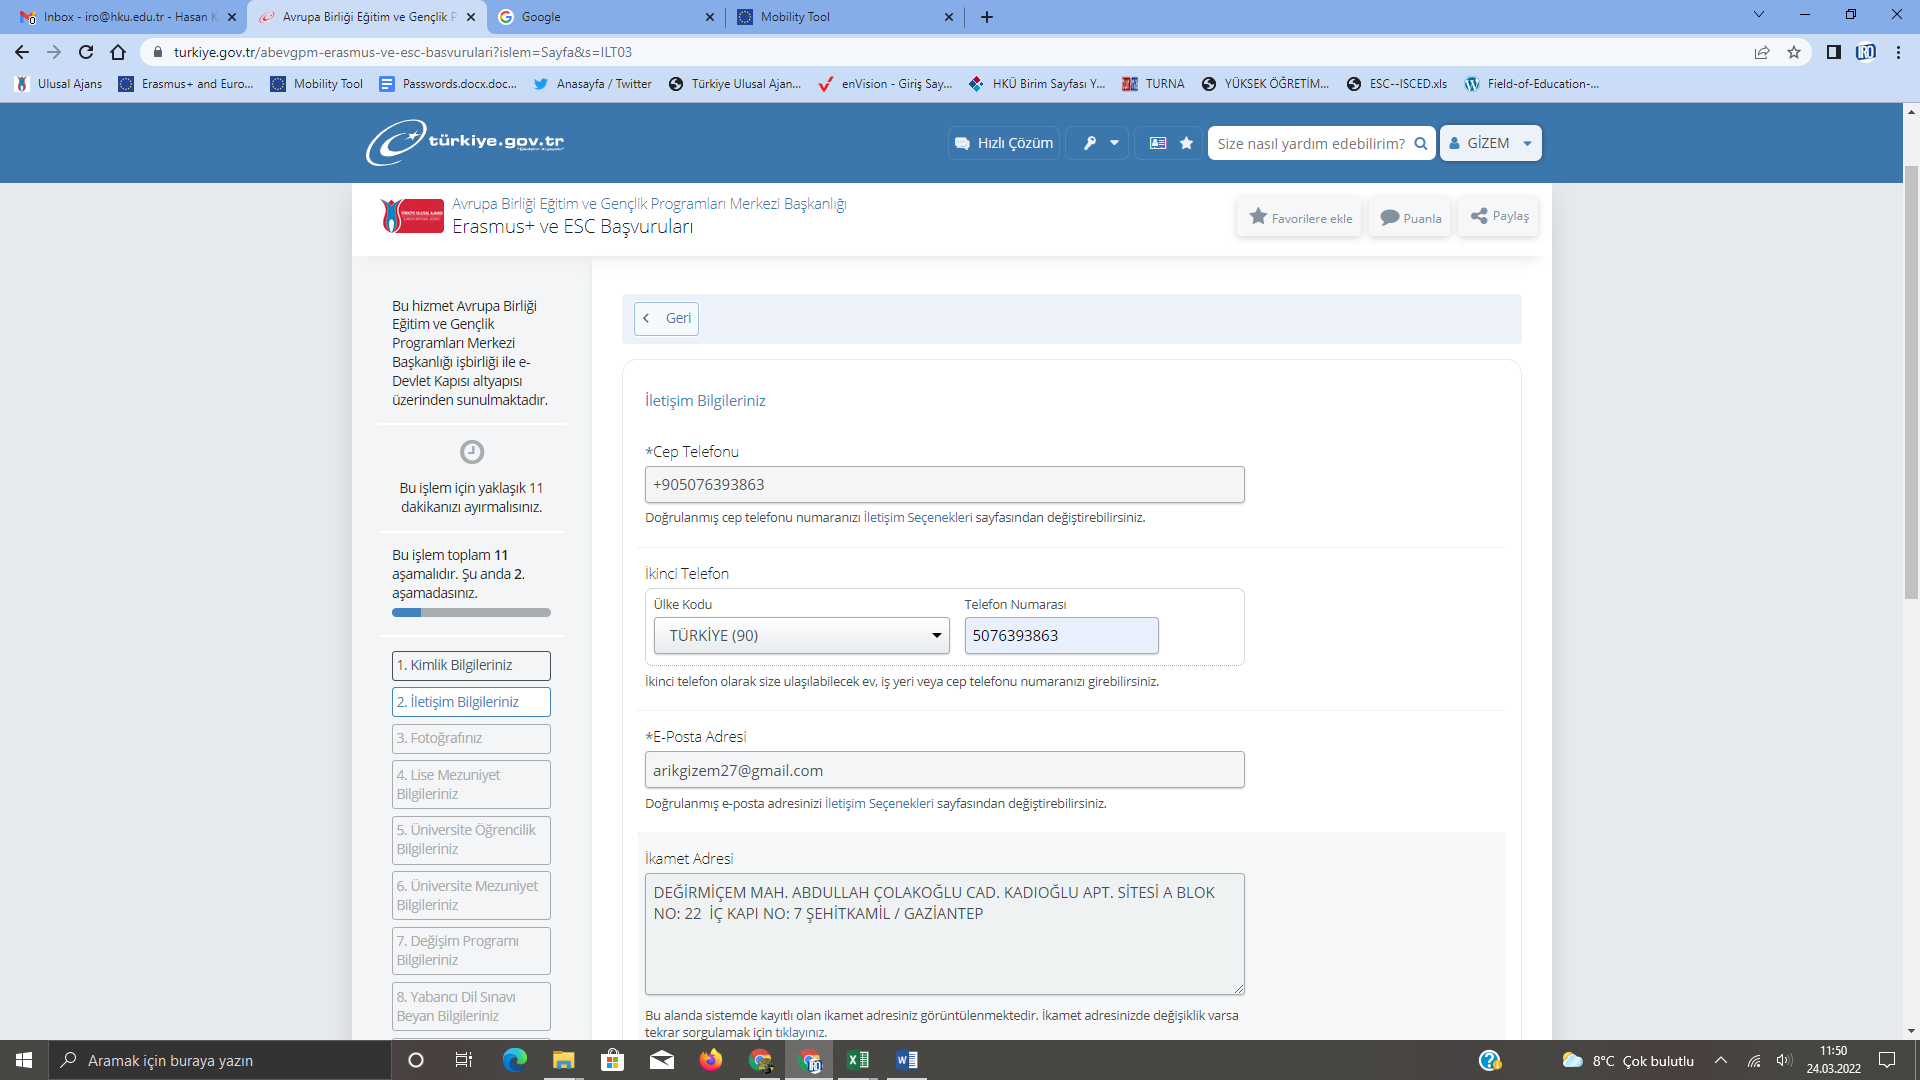 Inbox - iro@hku.edu.tr - Hasan K
Avrupa Birliği Eğitim ve Gençlik P
Google
Mobility Tool
turkiye.gov.tr/abevgpm-erasmus-ve-esc-basvurulari?islem=Sayfa&s=ILT03
Ulusal Ajans
Erasmus+ and Euro...
Mobility Tool
Passwords.docx.doc...
Anasayfa / Twitter
Türkiye Ulusal Ajan...
enVision - Giriş Say...
HKÜ Birim Sayfası Y...
TURNA
YÜKSEK ÖĞRETİM...
ESC--ISCED.xls
Field-of-Education-...
türkiye.gov.tr
Hızlı Çözüm
Size nasıl yardım edebilirim?
GİZEM
Avrupa Birliği Eğitim ve Gençlik Programları Merkezi Başkanlığı
Erasmus+ ve ESC Başvuruları
Favorilere ekle
Puanla
Paylaş
Bu hizmet Avrupa Birliği
Eğitim ve Gençlik
Programları Merkezi
Başkanlığı işbirliği ile e-
Devlet Kapısı altyapısı
üzerinden sunulmaktadır.
Bu işlem için yaklaşık 11
dakikanızı ayırmalısınız.
Bu işlem toplam 11
aşamalıdır. Şu anda 2.
aşamadasınız.
1. Kimlik Bilgileriniz
2. İletişim Bilgileriniz
3. Fotoğrafınız
4. Lise Mezuniyet
Bilgileriniz
5. Üniversite Öğrencilik
Bilgileriniz
6. Üniversite Mezuniyet
Bilgileriniz
7. Değişim Programı
Bilgileriniz
8. Yabancı Dil Sınavı
Beyan Bilgileriniz
Geri
İletişim Bilgileriniz
*Cep Telefonu
+905076393863
Doğrulanmış cep telefonu numaranızı İletişim Seçenekleri sayfasından değiştirebilirsiniz.
İkinci Telefon
Ülke Kodu
Telefon Numarası
TÜRKİYE (90)
5076393863
İkinci telefon olarak size ulaşılabilecek ev, iş yeri veya cep telefonu numaranızı girebilirsiniz.
*E-Posta Adresi
arikgizem27@gmail.com
Doğrulanmış e-posta adresinizi İletişim Seçenekleri sayfasından değiştirebilirsiniz.
İkamet Adresi
DEĞİRMİÇEM MAH. ABDULLAH ÇOLAKOĞLU CAD. KADIOĞLU APT. SİTESİ A BLOK
NO: 22 İÇ KAPI NO: 7 ŞEHİTKAMİL / GAZİANTEP
Bu alanda sistemde kayıtlı olan ikamet adresiniz görüntülenmektedir. İkamet adresinizde değişiklik varsa
tekrar sorgulamak için tıklayınız.
Aramak için buraya yazın
8°C Çok bulutlu
11:50
24.03.2022